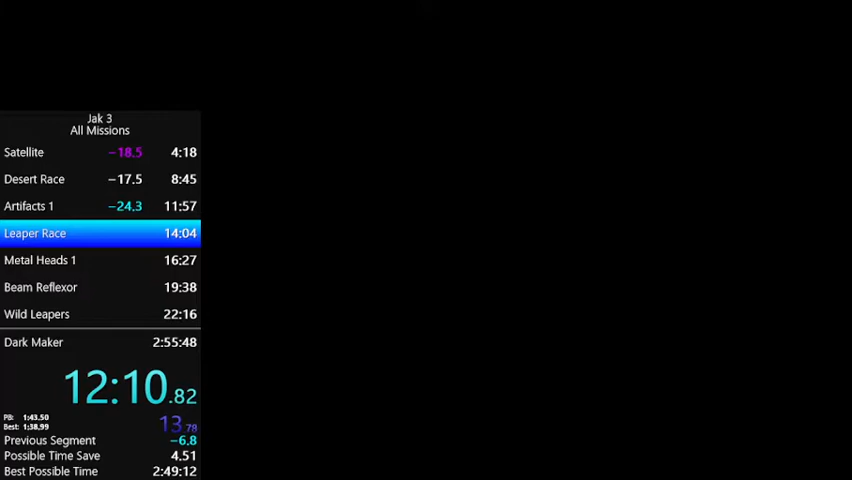 Jak 3
All Missions
Satellite −18.5 4:18
Desert Race −17.5 8:45
Artifacts 1 −24.3 11:57
Leaper Race 14:04
Metal Heads 1 16:27
Beam Reflexor 19:38
Wild Leapers 22:16
Dark Maker 2:55:48
12:10.82
PB: 1:43.50
Best: 1:38.99
13.78
Previous Segment −6.8
Possible Time Save 4.51
Best Possible Time 2:49:12